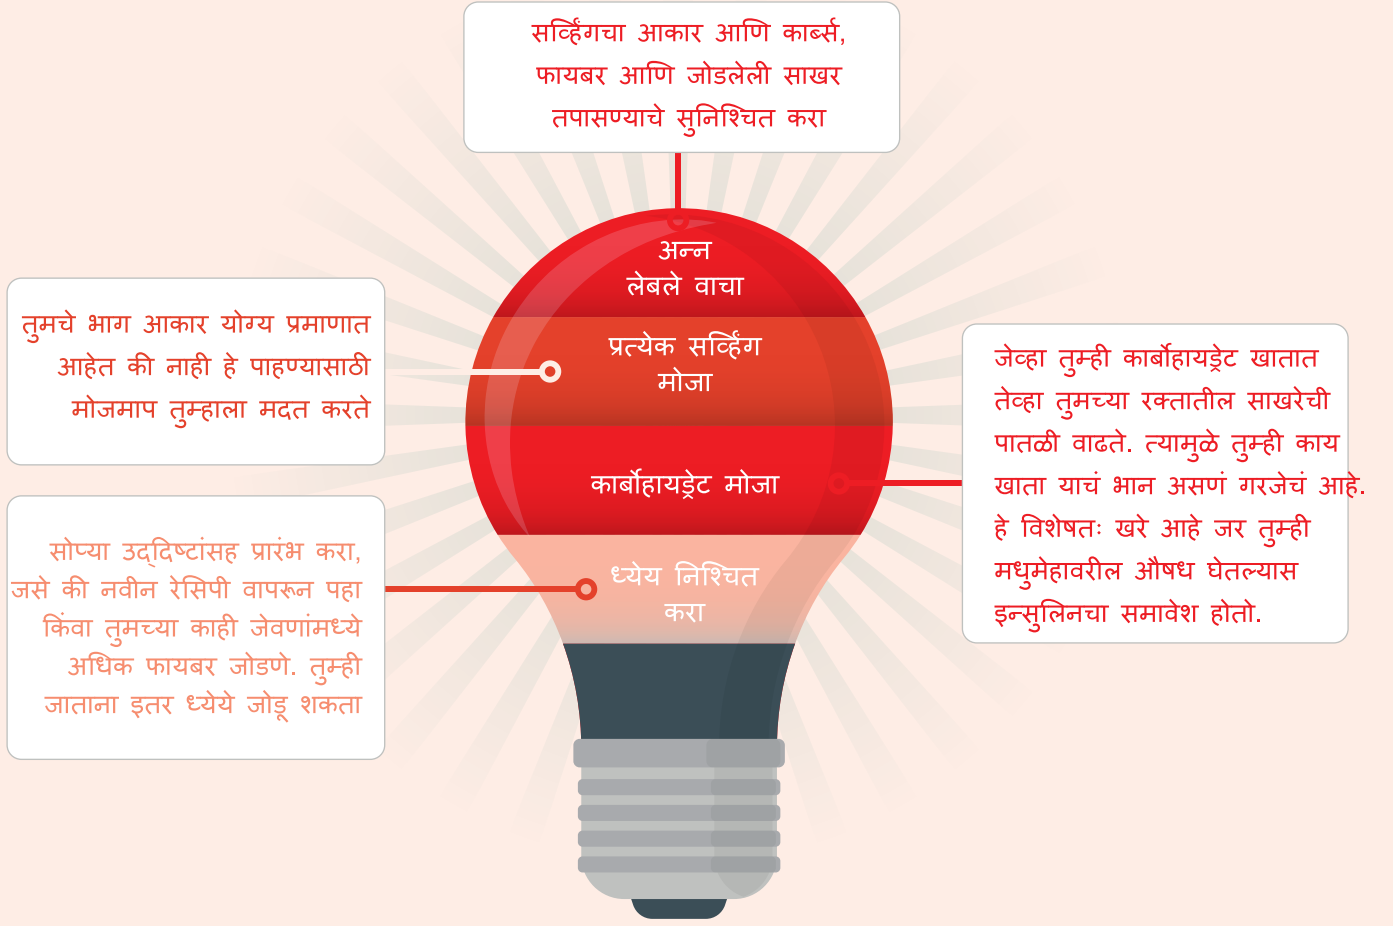 सर्व्हिंगचा आकार आणि कार्ब्स,
फायबर आणि जोडलेली साखर
तपासण्याचे सुनिश्चित करा
अन्न
लेबले वाचा
तुमचे भाग आकार योग्य प्रमाणात
आहेत की नाही हे पाहण्यासाठी
मोजमाप तुम्हाला मदत करते
प्रत्येक सर्व्हिंग
मोजा
कार्बोहायड्रेट मोजा
जेव्हा तुम्ही कार्बोहायड्रेट खातात
तेव्हा तुमच्या रक्तातील साखरेची
पातळी वाढते. त्यामुळे तुम्ही काय
खाता याचं भान असणं गरजेचं आहे.
हे विशेषतः खरे आहे जर तुम्ही
मधुमेहावरील औषध घेतल्यास
इन्सुलिनचा समावेश होतो.
सोप्या उद्दिष्टांसह प्रारंभ करा,
जसे की नवीन रेसिपी वापरून पहा
किंवा तुमच्या काही जेवणांमध्ये
अधिक फायबर जोडणे. तुम्ही
जाताना इतर ध्येये जोडू शकता
ध्येय निश्चित
करा